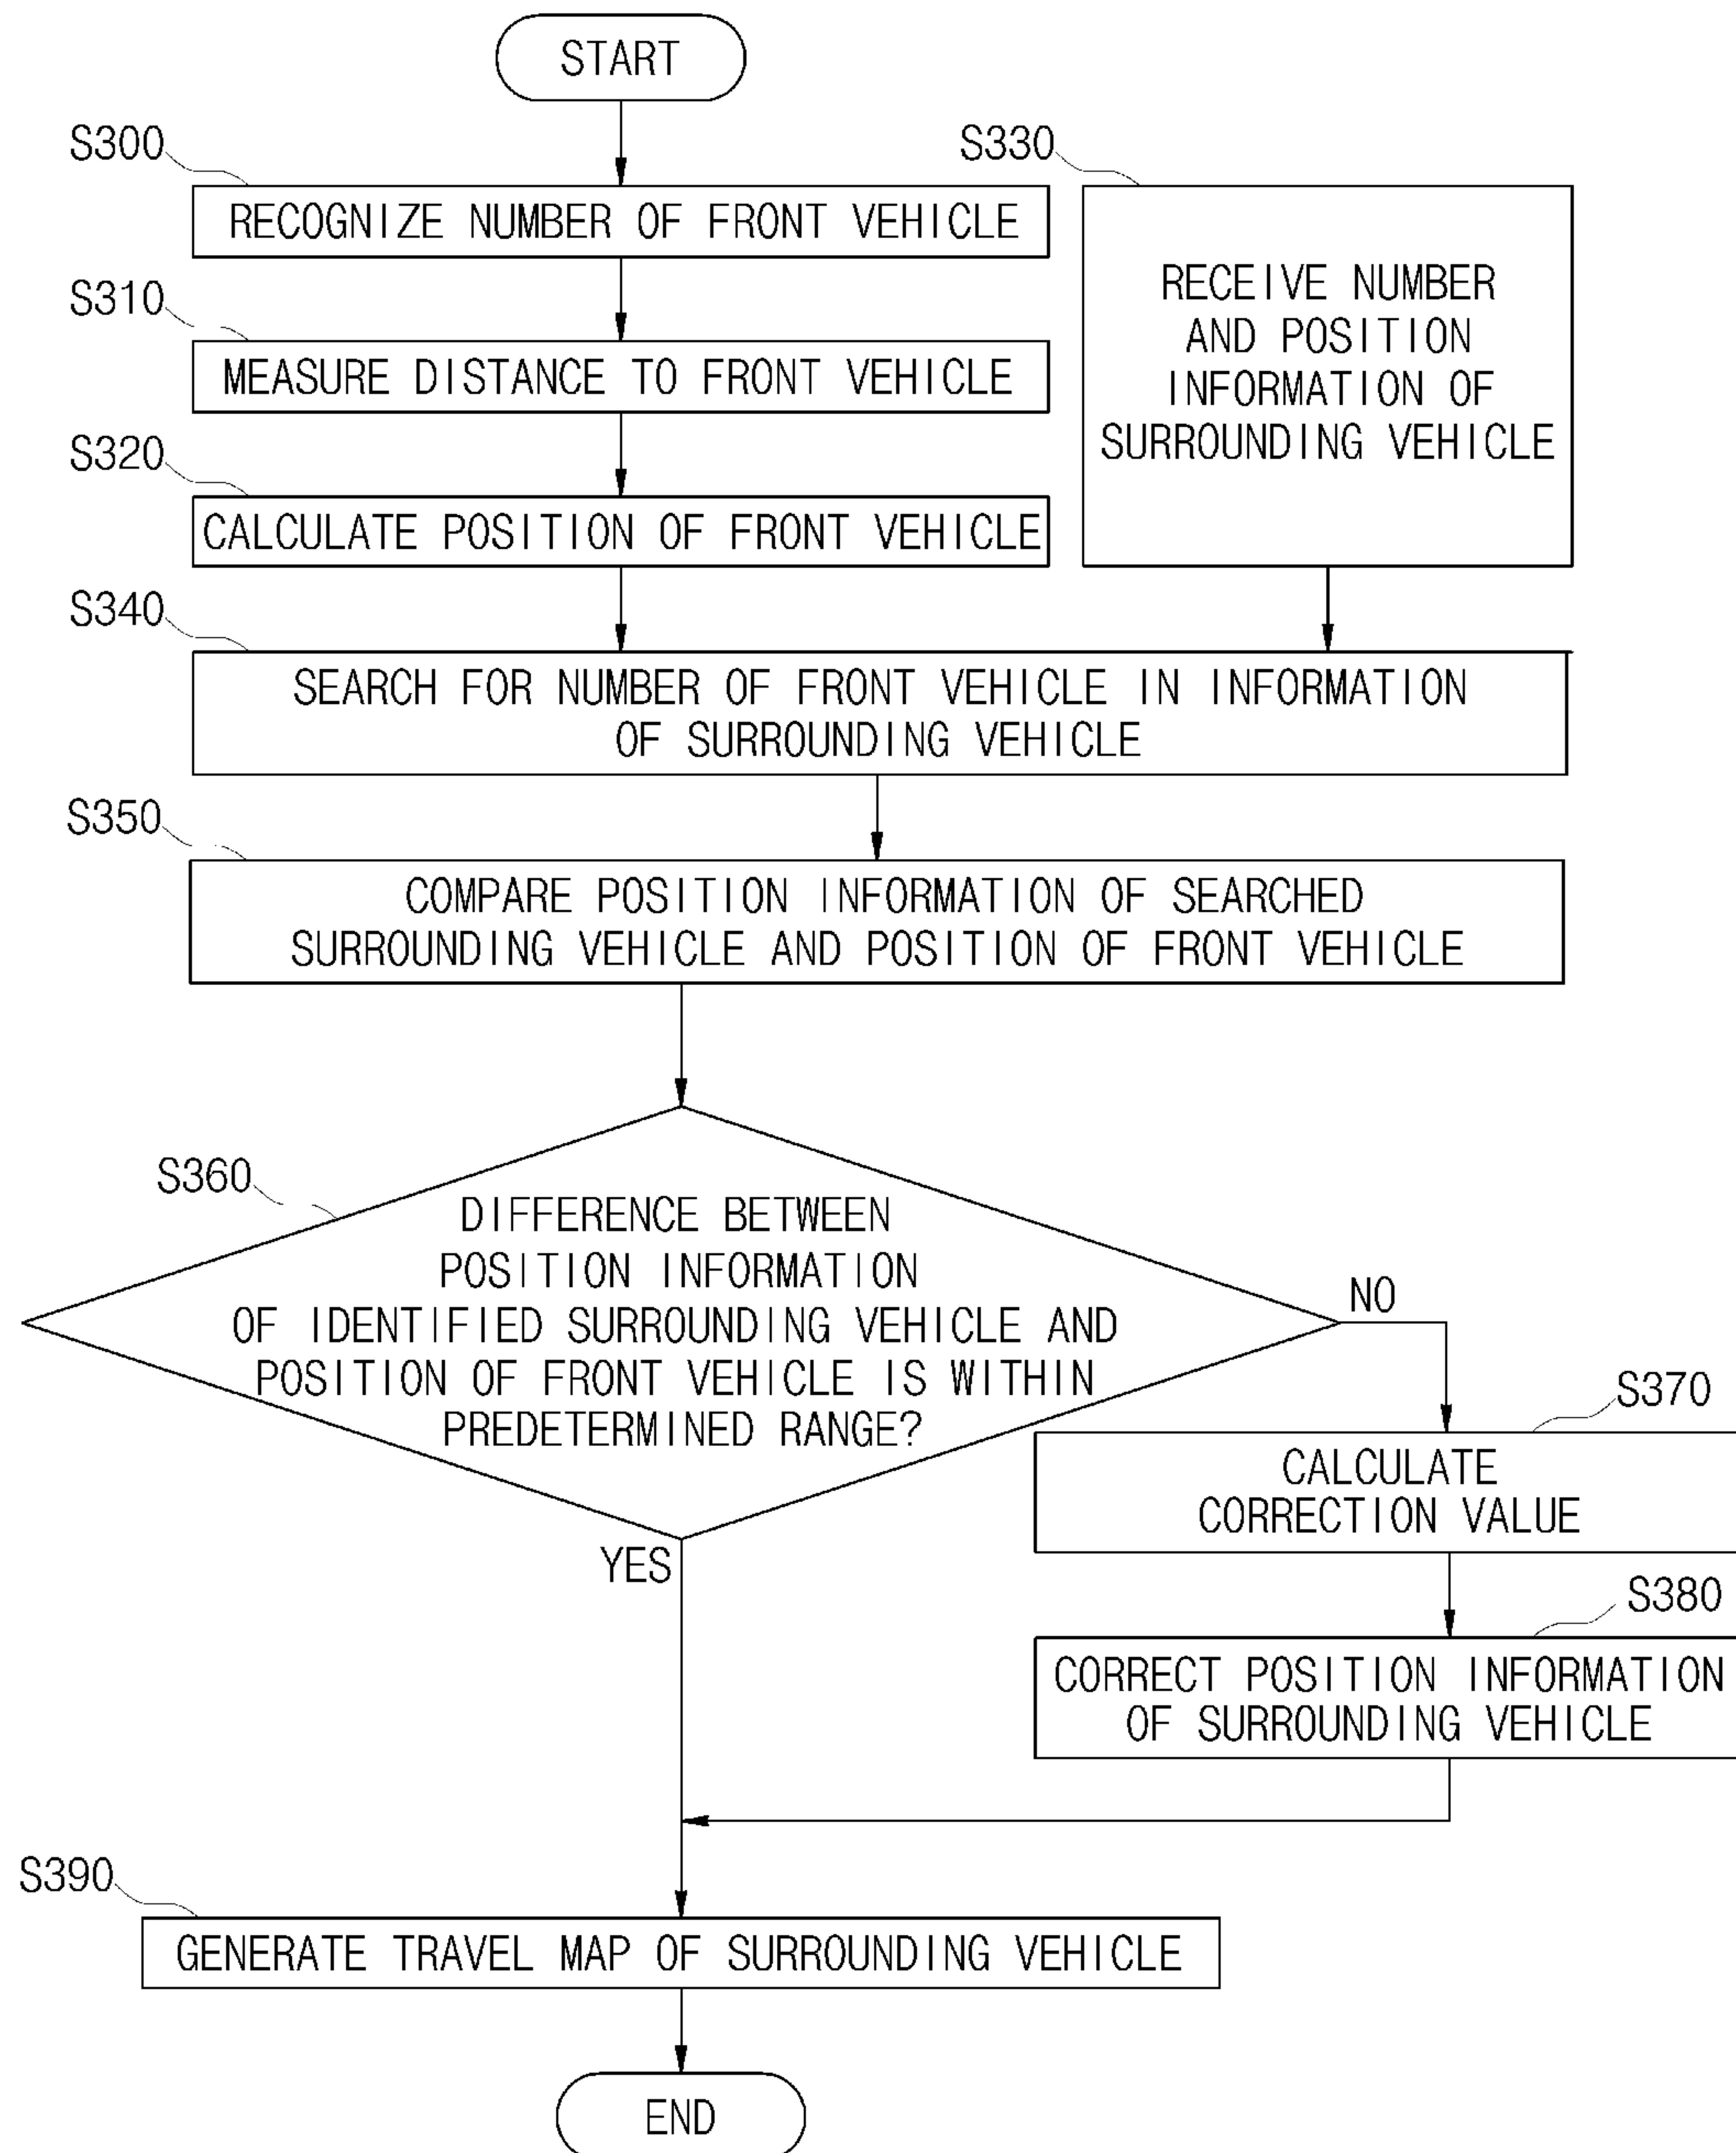 START
S300
RECOGNIZE NUMBER OF FRONT VEHICLE
S310
MEASURE DISTANCE TO FRONT VEHICLE
S320
CALCULATE POSITION OF FRONT VEHICLE
S330
RECEIVE NUMBER
AND POSITION
INFORMATION OF
SURROUNDING VEHICLE
S340
SEARCH FOR NUMBER OF FRONT VEHICLE IN INFORMATION
OF SURROUNDING VEHICLE
S350
COMPARE POSITION INFORMATION OF SEARCHED
SURROUNDING VEHICLE AND POSITION OF FRONT VEHICLE
S360
DIFFERENCE BETWEEN
POSITION INFORMATION
OF IDENTIFIED SURROUNDING VEHICLE AND
POSITION OF FRONT VEHICLE IS WITHIN
PREDETERMINED RANGE?
NO
S370
CALCULATE
CORRECTION VALUE
YES
S380
CORRECT POSITION INFORMATION
OF SURROUNDING VEHICLE
S390
GENERATE TRAVEL MAP OF SURROUNDING VEHICLE
END